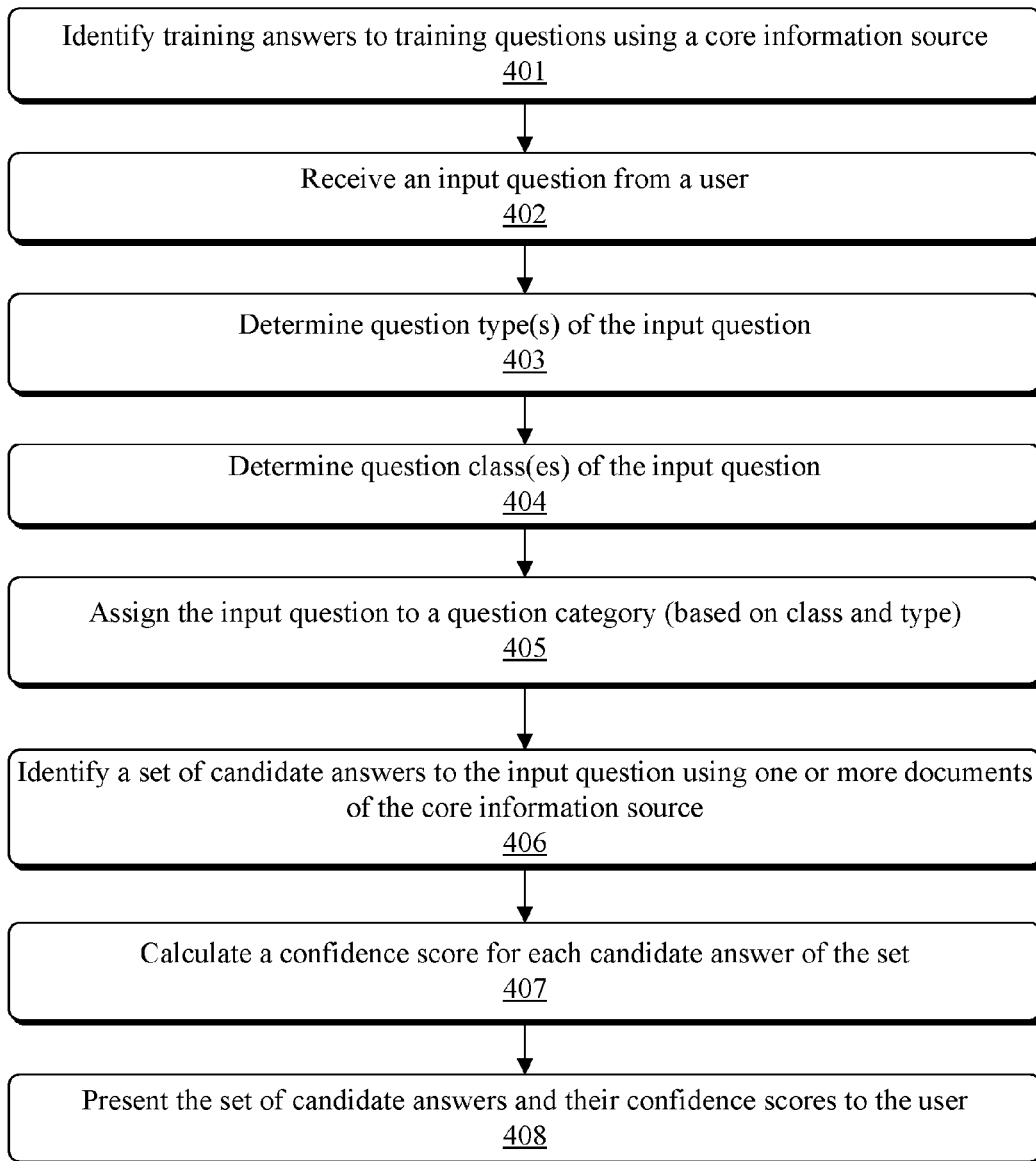 Identify training answers to training questions using a core information source
401
Receive an input question from a user
402
Determine question type(s) of the input question
403
Determine question class(es) of the input question
404
Assign the input question to a question category (based on class and type)
405
Identify a set of candidate answers to the input question using one or more documents
of the core information source
406
Calculate a confidence score for each candidate answer of the set
407
Present the set of candidate answers and their confidence scores to the user
408